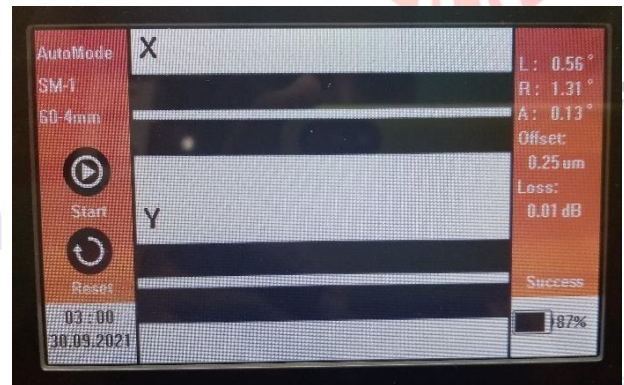 AutoMode
SM-1
60-4mm
Start
Reset
03:00
30.09.2021
X
Y
L: 0.56°
R: 1.31°
A: 0.13°
Offset:
0.25 um
Loss:
0.01 dB
Success
87%